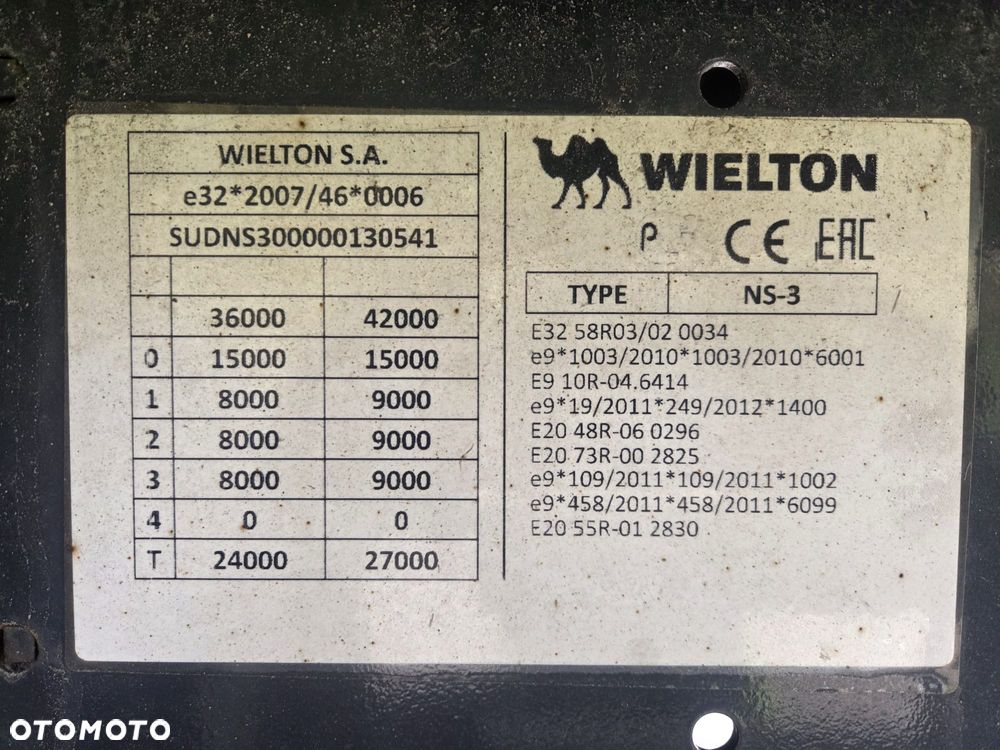 WIELTON S.A.
e32*2007/46*0006
SUDNS300000130541
36000 42000
0 15000 15000
1 8000 9000
2 8000 9000
3 8000 9000
4 0 0
T 24000 27000
WIELTON
P CE EAC
TYPE NS-3
E32 58R03/02 0034
e9*1003/2010*1003/2010*6001
E9 10R-04.6414
e9*19/2011*249/2012*1400
E20 48R-06 0296
E20 73R-00 2825
e9*109/2011*109/2011*1002
e9*458/2011*458/2011*6099
E20 55R-01 2830
OTOMOTO